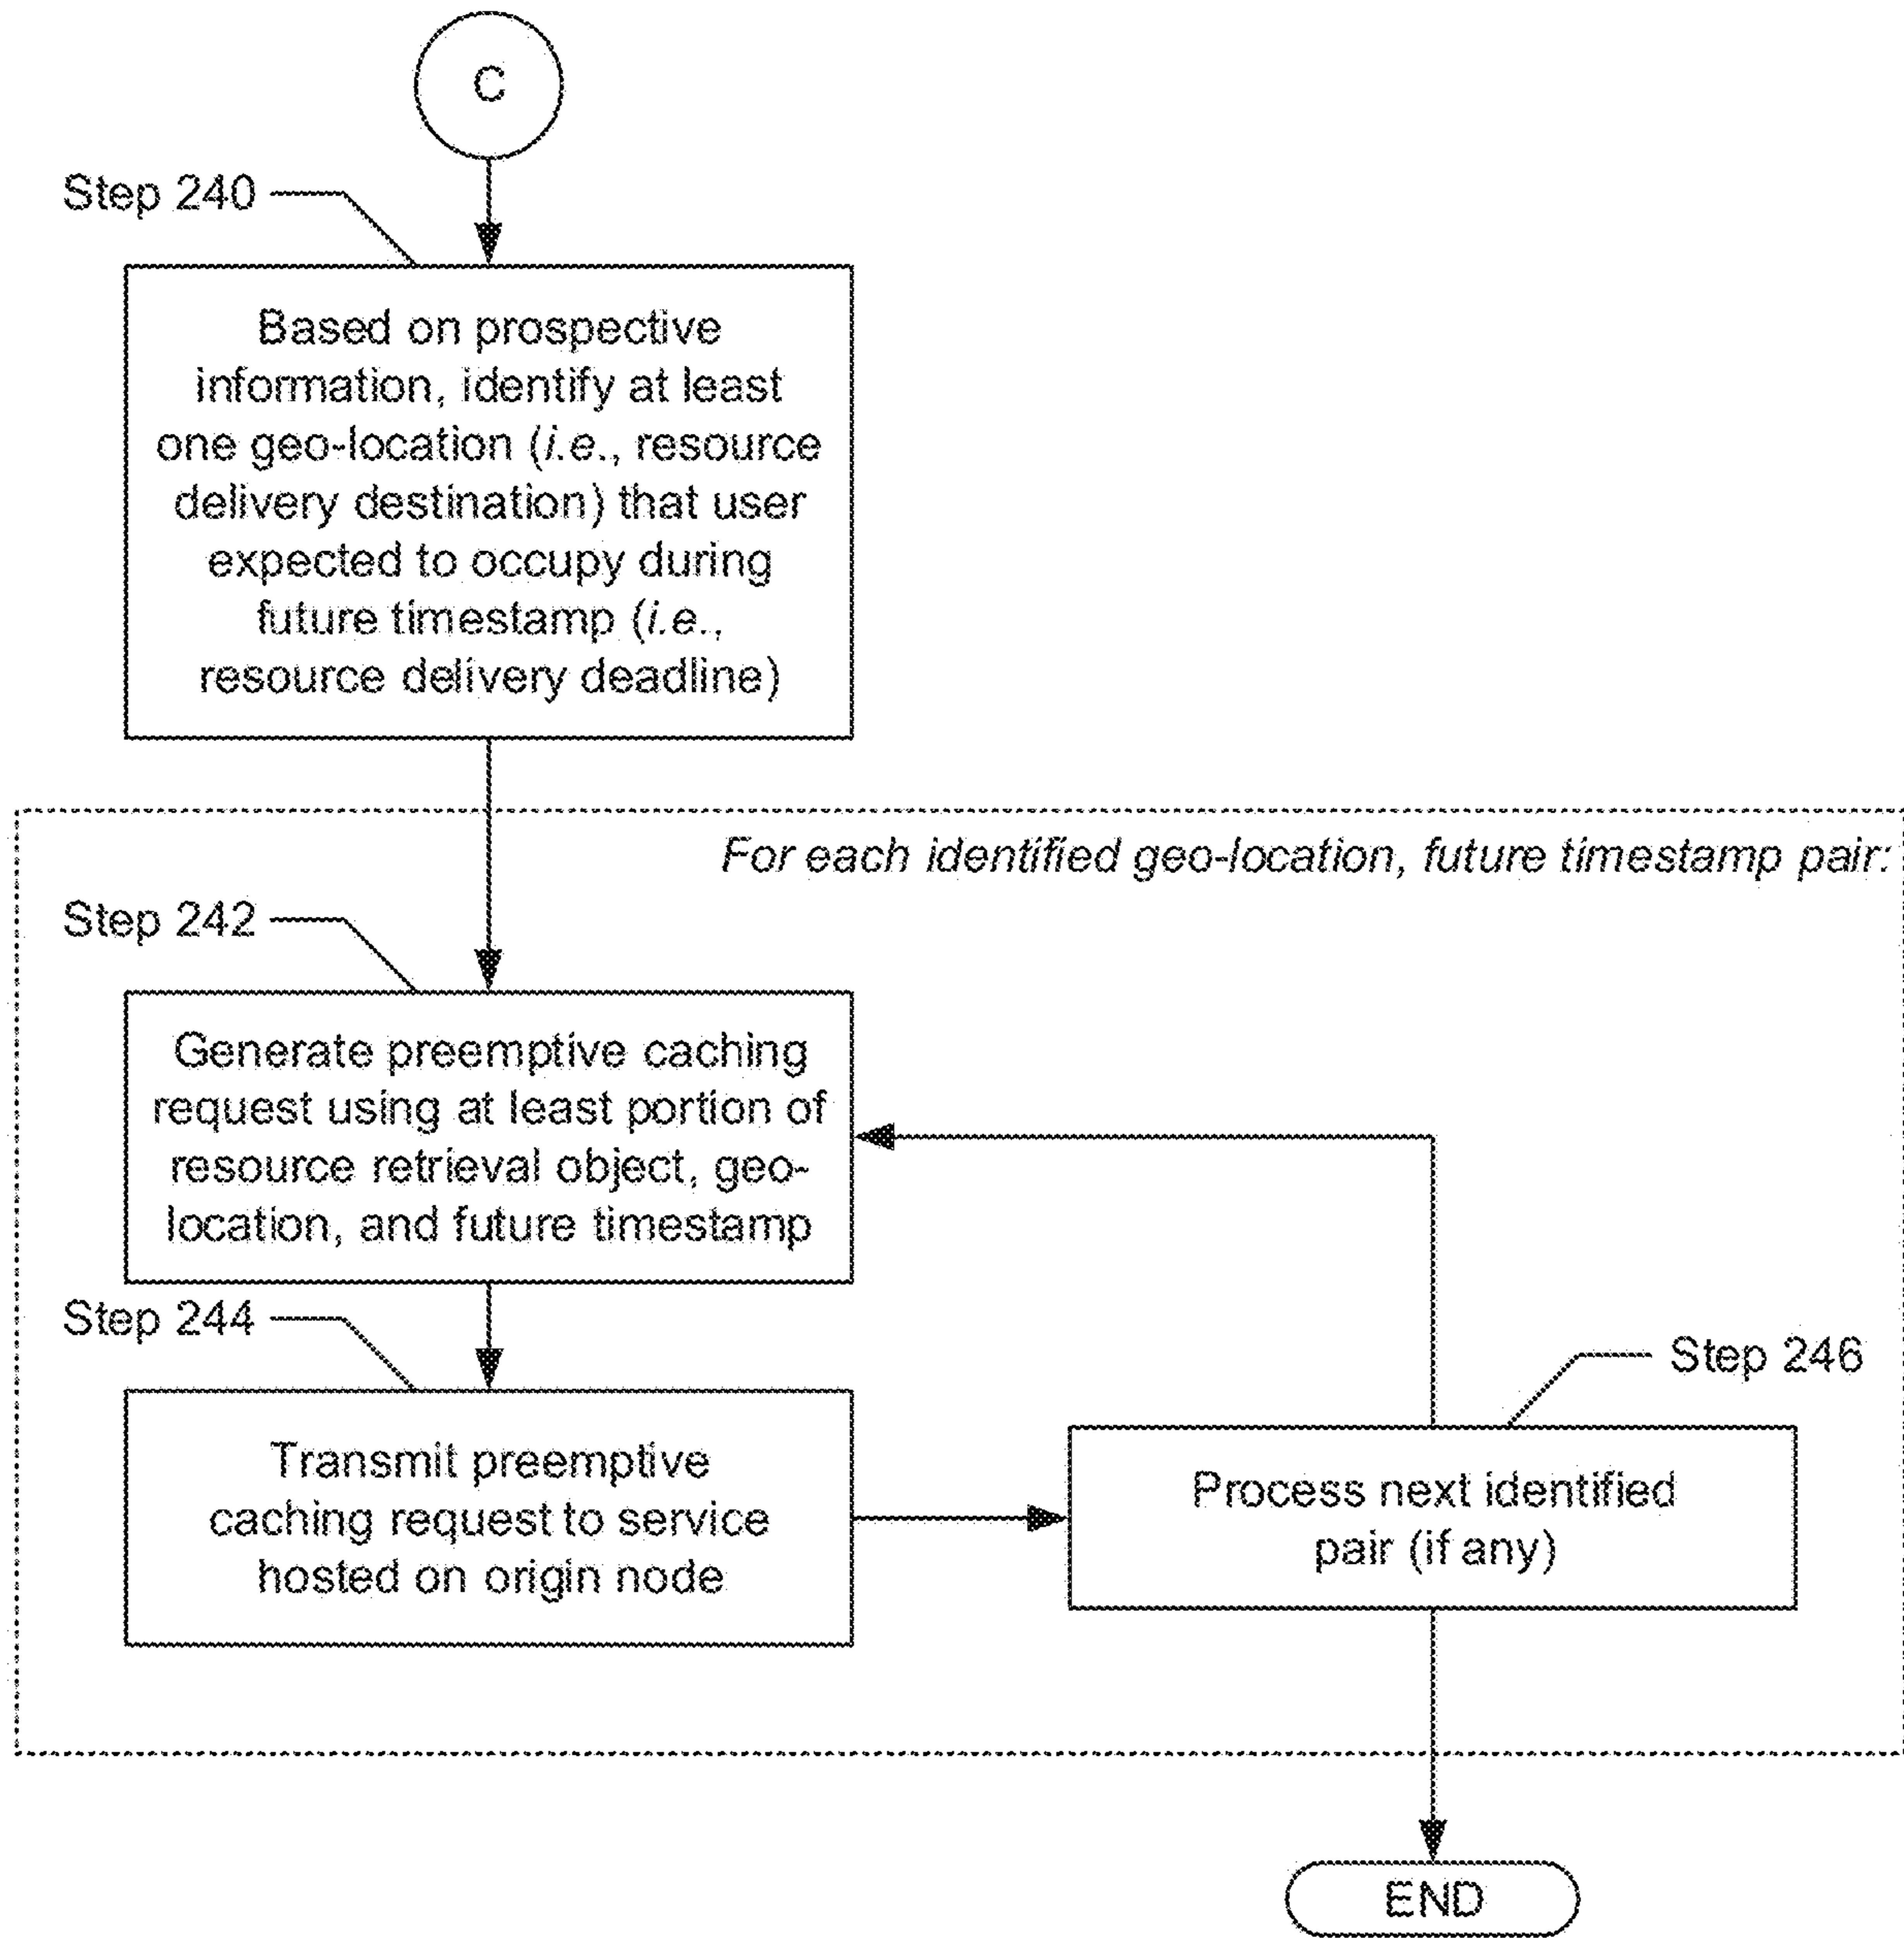 C
Step 240
Based on prospective
information, identify at least
one geo-location (i.e., resource
delivery destination) that user
expected to occupy during
future timestamp (i.e.,
resource delivery deadline)
For each identified geo-location, future timestamp pair:
Step 242
Generate preemptive caching
request using at least portion of
resource retrieval object, geo-
location, and future timestamp
Step 244
Transmit preemptive
caching request to service
hosted on origin node
Step 246
Process next identified
pair (if any)
END